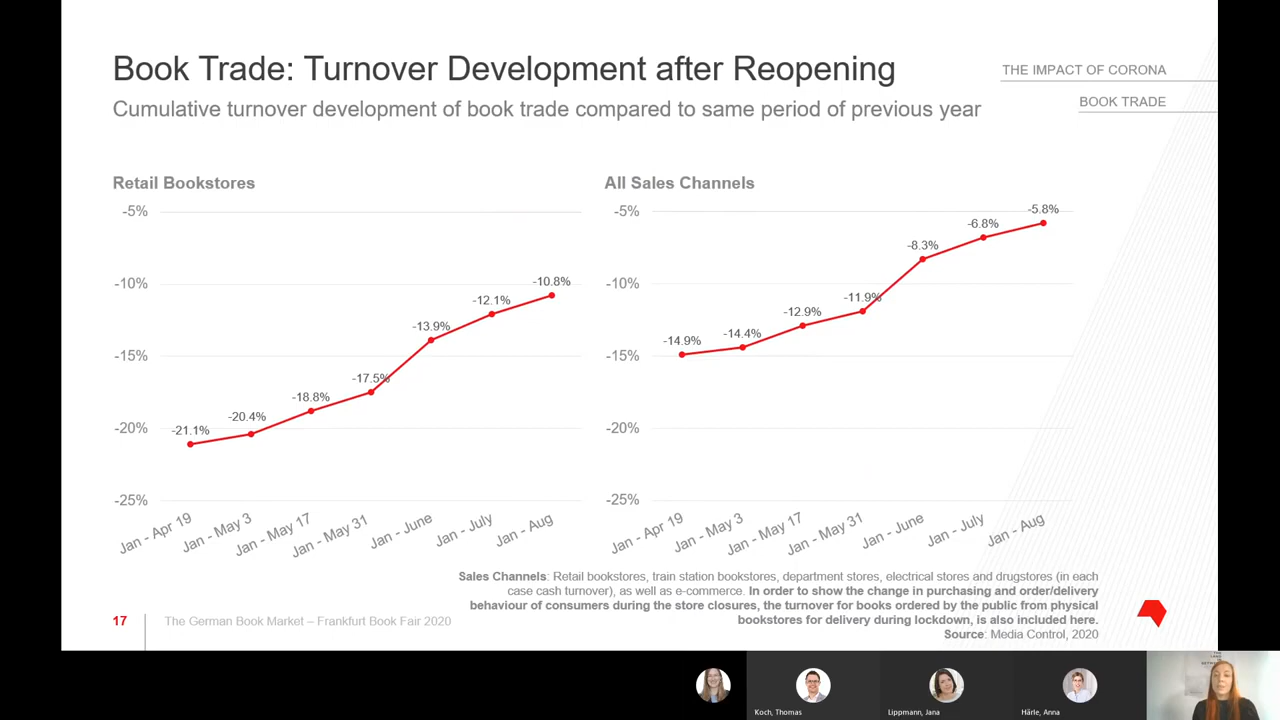 Book Trade: Turnover Development after Reopening
Cumulative turnover development of book trade compared to same period of previous year
THE IMPACT OF CORONA
BOOK TRADE
Retail Bookstores
-5%
-10%
-15%
-20%
-25%
-21.1%
-20.4%
-18.8%
-17.5%
-13.9%
-12.1%
-10.8%
Jan - Apr 19
Jan - May 3
Jan - May 17
Jan - May 31
Jan - June
Jan - July
Jan - Aug
All Sales Channels
-5%
-10%
-15%
-20%
-25%
-14.9%
-14.4%
-12.9%
-11.9%
-8.3%
-6.8%
-5.8%
Jan - Apr 19
Jan - May 3
Jan - May 17
Jan - May 31
Jan - June
Jan - July
Jan - Aug
Sales Channels: Retail bookstores, train station bookstores, department stores, electrical stores and drugstores (in each
case cash turnover), as well as e-commerce. In order to show the change in purchasing and order/delivery
behaviour of consumers during the store closures, the turnover for books ordered by the public from physical
bookstores for delivery during lockdown, is also included here.
Source: Media Control, 2020
17
The German Book Market – Frankfurt Book Fair 2020
Koch, Thomas
Lippmann, Jana
Härle, Anna